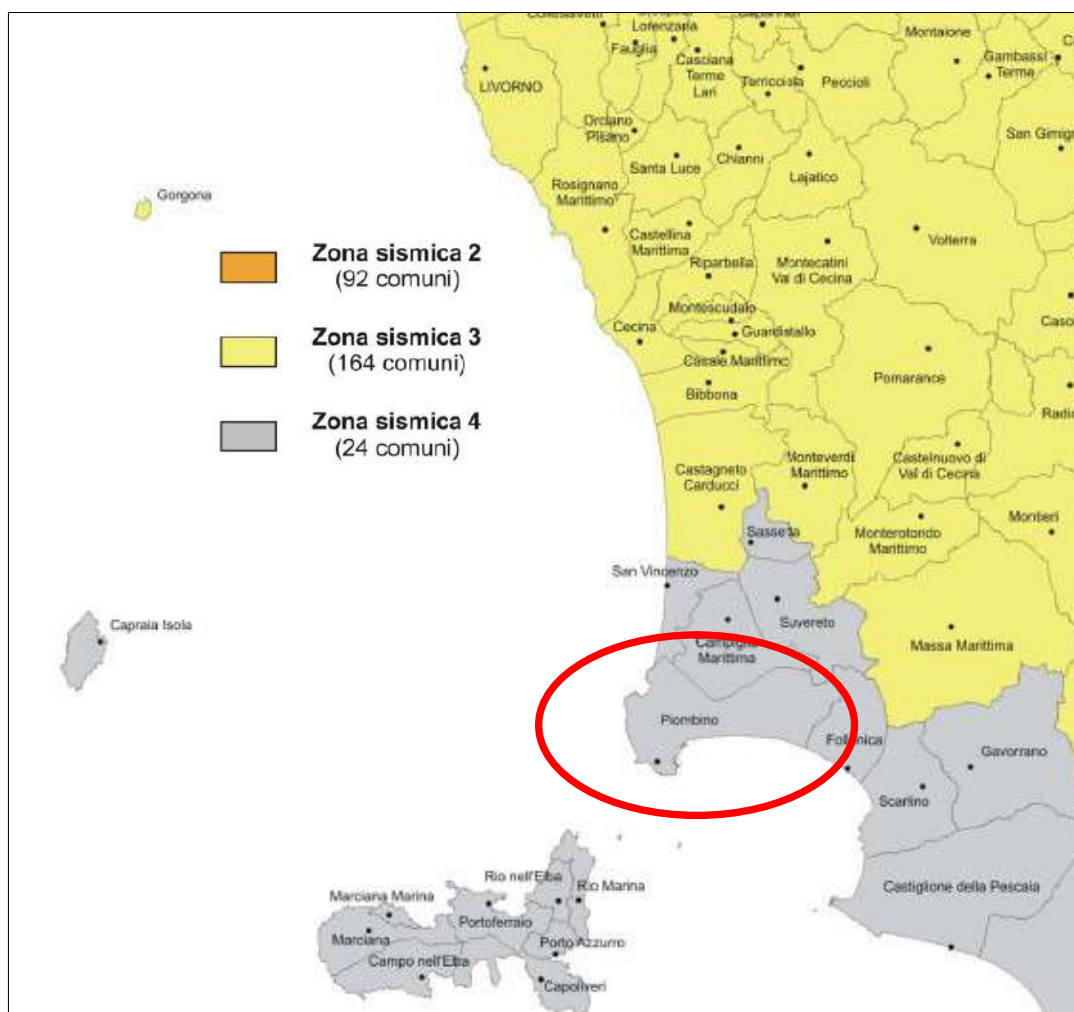 Lorenzana
Fauglia
LIVORNO
Casciana
Terme
Lari
Terricciola
Peccioli
Montaione
Gambassi
Terme
San Gimign
Orciano
Pisano
Santa Luce
Chianni
Lajatico
Gorgona
Rosignano
Marittimo
Castellina
Marittima
Volterra
Zona sismica 2
(92 comuni)
Riparbella
Montecatini
Val di Cecina
Montescudaio
Guardistallo
Cecina
Zona sismica 3
(164 comuni)
Casale Marittimo
Bibbona
Pomarance
Casol
Radic
Zona sismica 4
(24 comuni)
Castagneto
Carducci
Monteverdi
Marittimo
Castelnuovo di
Val di Cecina
Monterotondo
Marittimo
Montieri
Sassetta
San Vincenzo
Suvereto
Campiglia
Marittima
Massa Marittima
Capraia Isola
Piombino
Follonica
Gavorrano
Scarlino
Castiglione della Pescaia
Rio nell'Elba
Rio Marina
Marciana Marina
Portoferraio
Marciana
Porto Azzurro
Campo nell'Elba
Capoliveri